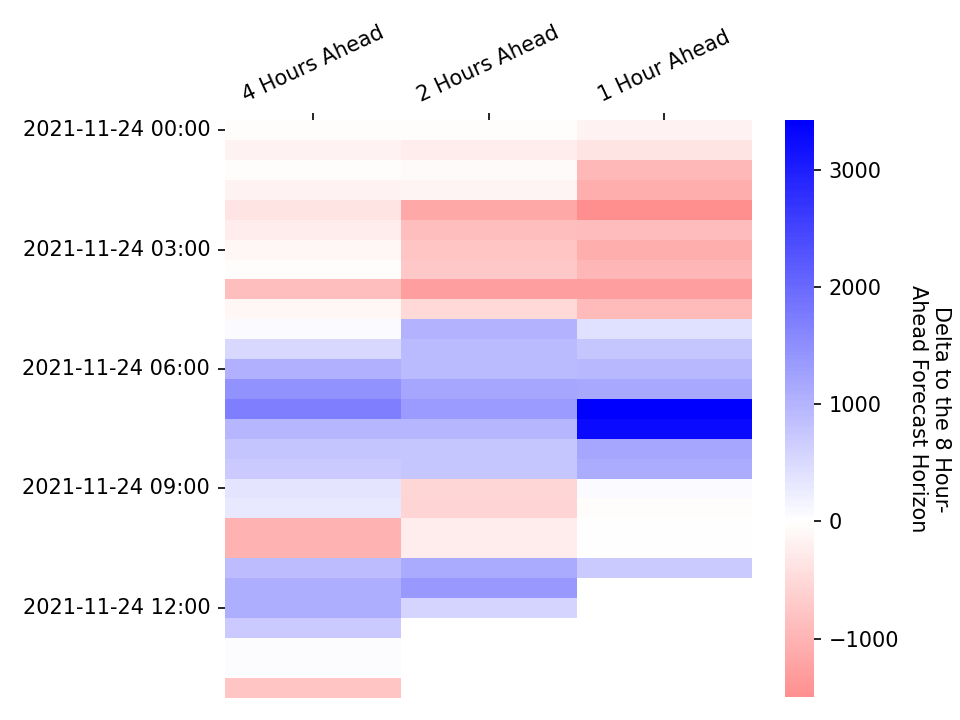 4 Hours Ahead
2 Hours Ahead
1 Hour Ahead
2021-11-24 00:00
2021-11-24 03:00
2021-11-24 06:00
2021-11-24 09:00
2021-11-24 12:00
3000
2000
1000
0
−1000
Delta to the 8 Hour-
Ahead Forecast Horizon